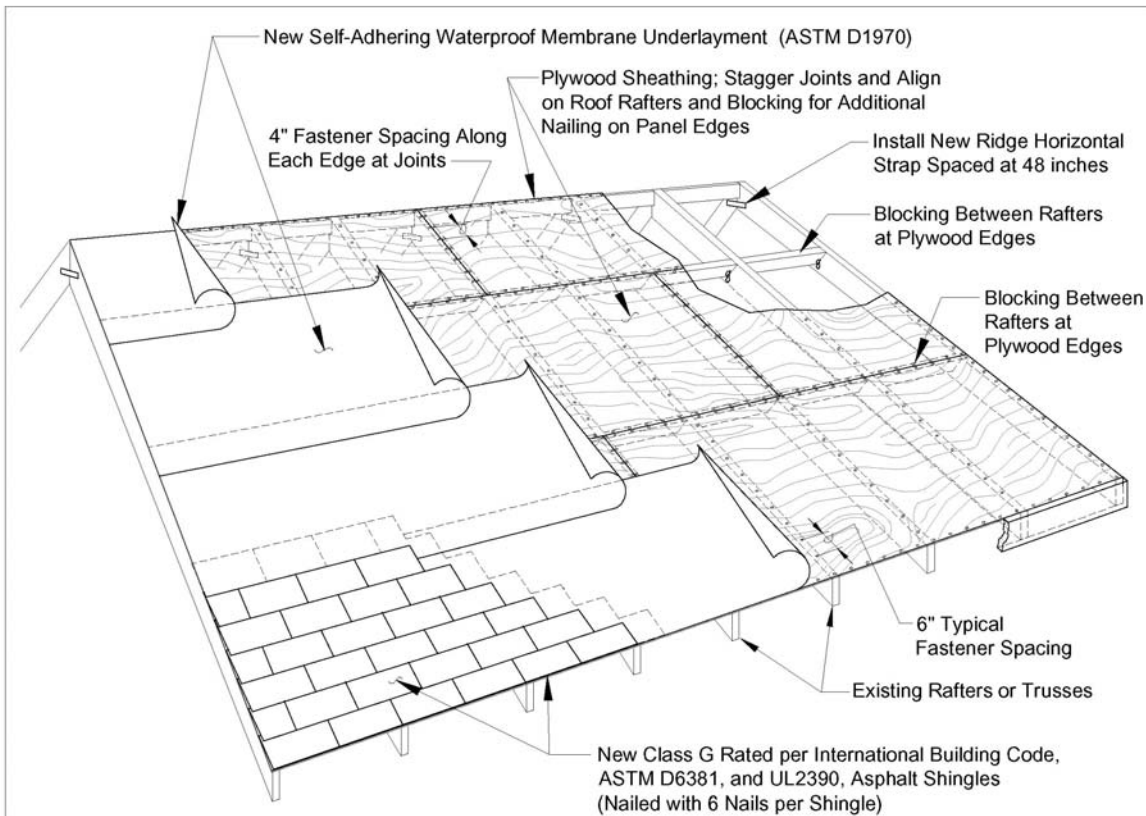 New Self-Adhering Waterproof Membrane Underlayment (ASTM D1970)
Plywood Sheathing; Stagger Joints and Align
on Roof Rafters and Blocking for Additional
Nailing on Panel Edges
4" Fastener Spacing Along
Each Edge at Joints
Install New Ridge Horizontal
Strap Spaced at 48 inches
Blocking Between Rafters
at Plywood Edges
Blocking Between
Rafters at
Plywood Edges
6" Typical
Fastener Spacing
Existing Rafters or Trusses
New Class G Rated per International Building Code,
ASTM D6381, and UL2390, Asphalt Shingles
(Nailed with 6 Nails per Shingle)